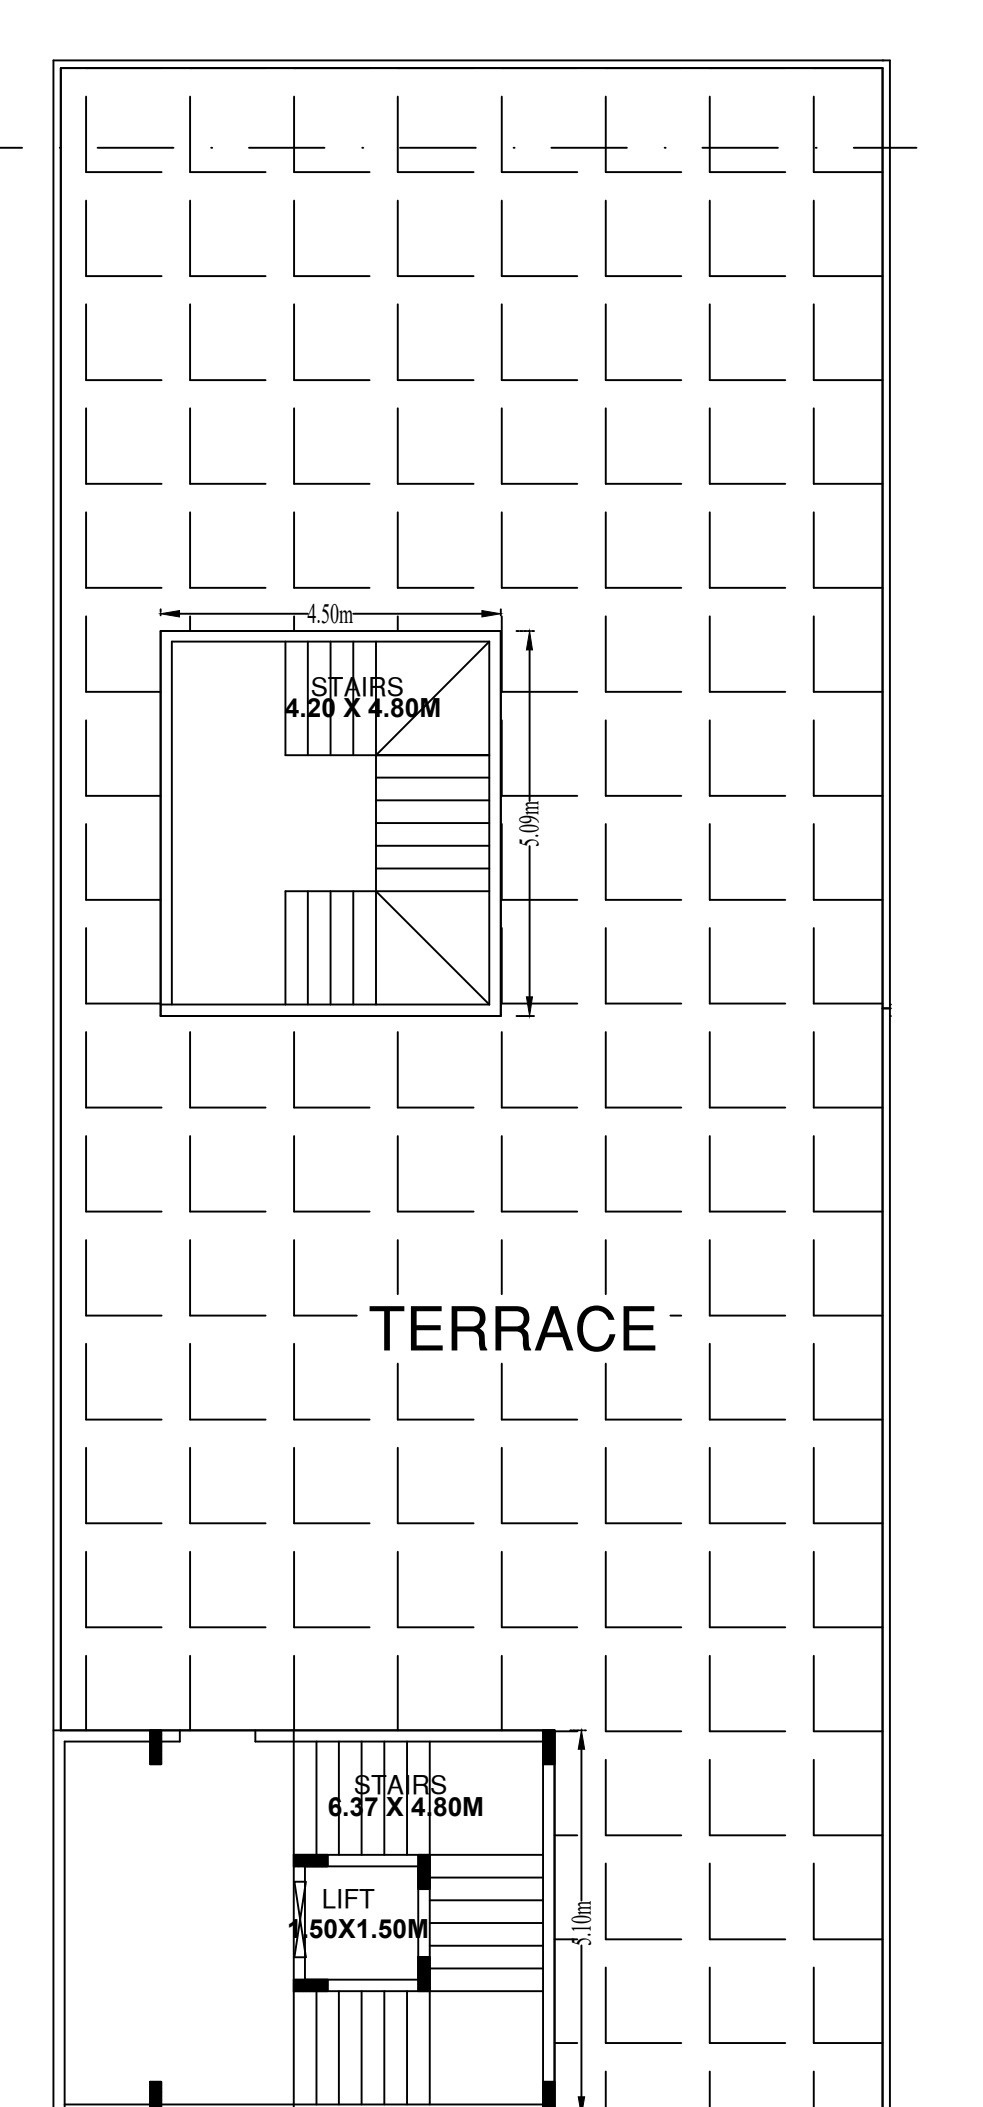 4.50m
STAIRS
4.20 X 4.80M
5.09m
TERRACE
STAIRS
6.37 X 4.80M
LIFT
1.50X1.50M
5.10m